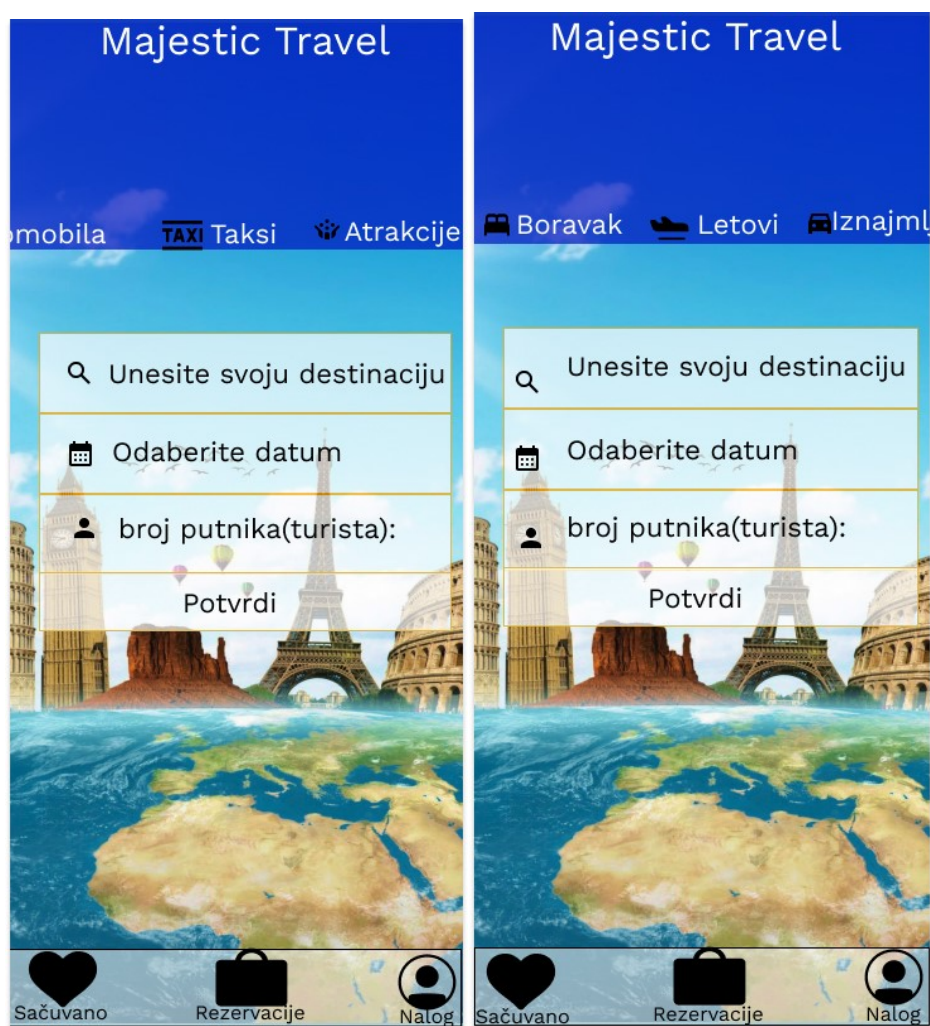 Majestic Travel
omobila TAXI Taksi Atrakcije
Unesite svoju destinaciju
Odaberite datum
broj putnika(turista):
Potvrdi
Sačuvano Rezervacije Nalog
Majestic Travel
Boravak Letovi Iznajmlj
Unesite svoju destinaciju
Odaberite datum
broj putnika(turista):
Potvrdi
Sačuvano Rezervacije Nalog